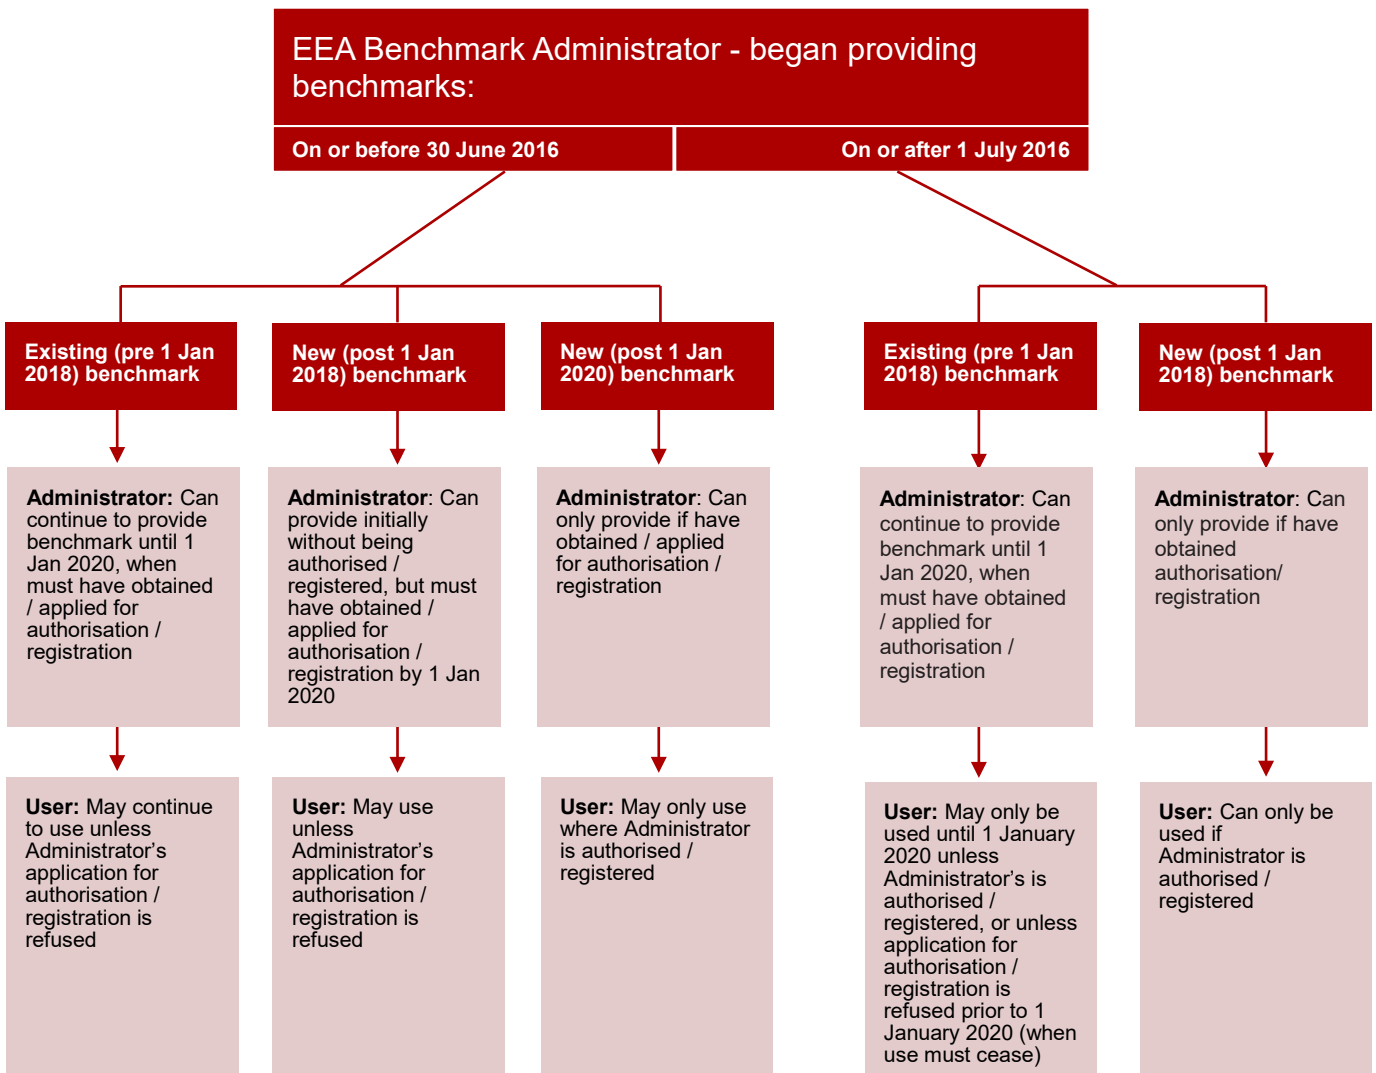 EEA Benchmark Administrator - began providing
benchmarks:
On or before 30 June 2016
On or after 1 July 2016
Existing (pre 1 Jan
2018) benchmark
New (post 1 Jan
2018) benchmark
New (post 1 Jan
2020) benchmark
Existing (pre 1 Jan
2018) benchmark
New (post 1 Jan
2018) benchmark
Administrator: Can
continue to provide
benchmark until 1
Jan 2020, when
must have obtained
/ applied for
authorisation /
registration
Administrator: Can
provide initially
without being
authorised /
registered, but must
have obtained /
applied for
authorisation /
registration by 1 Jan
2020
Administrator: Can
only provide if have
obtained / applied
for authorisation /
registration
Administrator: Can
continue to provide
benchmark until 1
Jan 2020, when
must have obtained
/ applied for
authorisation /
registration
Administrator: Can
only provide if have
obtained
authorisation/
registration
User: May continue
to use unless
Administrator’s
application for
authorisation /
registration is
refused
User: May use
unless
Administrator’s
application for
authorisation /
registration is
refused
User: May only use
where Administrator
is authorised /
registered
User: May only be
used until 1 January
2020 unless
Administrator’s is
authorised /
registered, or unless
application for
authorisation /
registration is
refused prior to 1
January 2020 (when
use must cease)
User: Can only be
used if
Administrator is
authorised /
registered